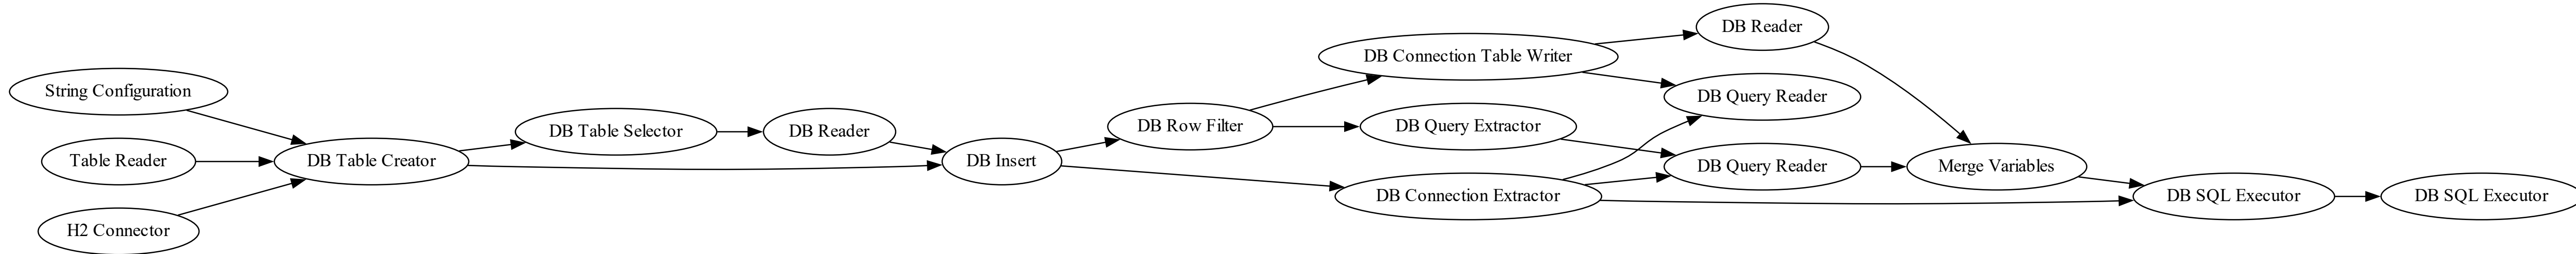 String Configuration
Table Reader
H2 Connector
DB Table Creator
DB Table Selector
DB Reader
DB Insert
DB Row Filter
DB Connection Table Writer
DB Query Extractor
DB Connection Extractor
DB Reader
DB Query Reader
DB Query Reader
Merge Variables
DB SQL Executor
DB SQL Executor